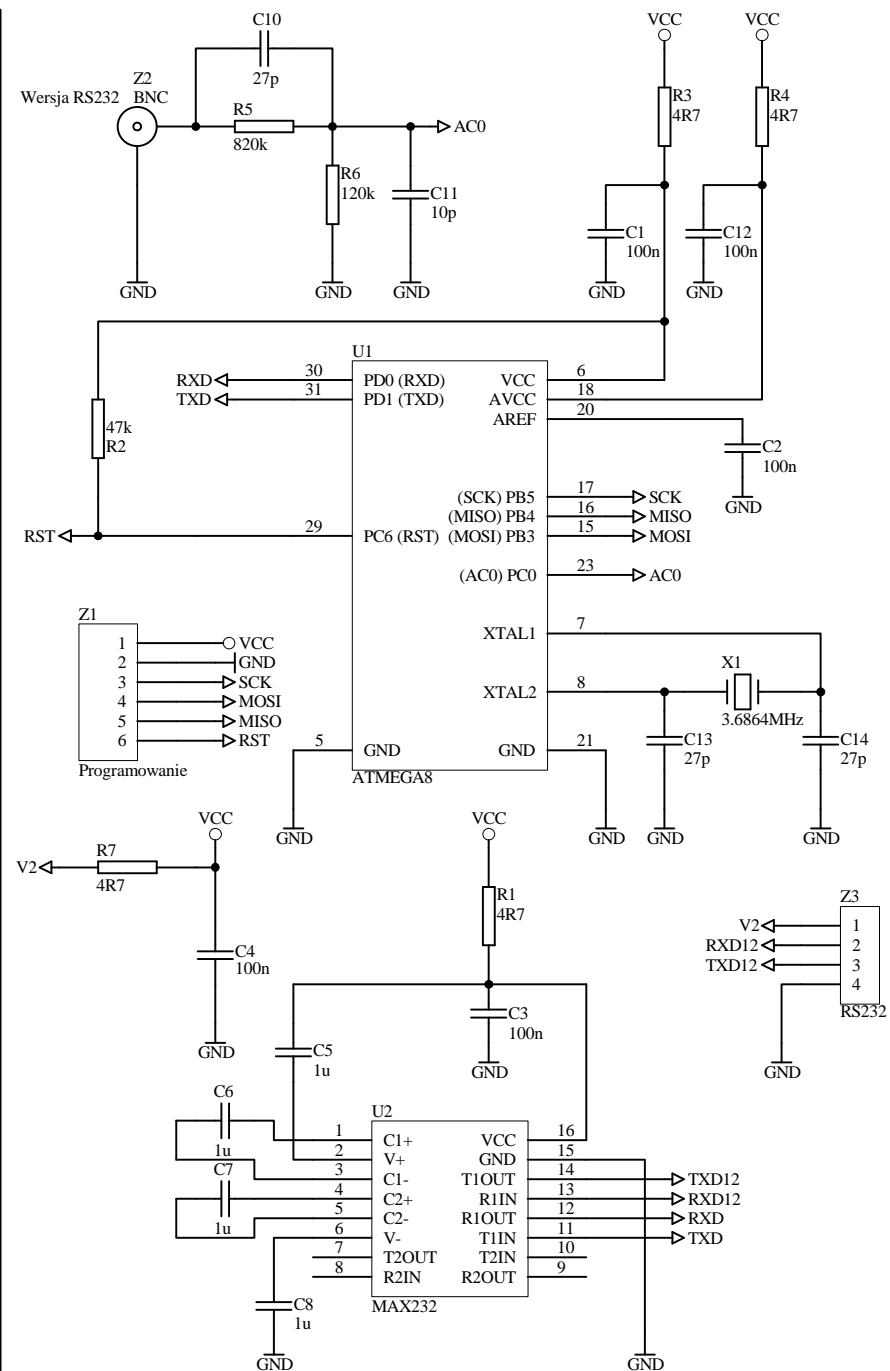 C10
27p
Z2
BNC
Wersja RS232
R5
820k
AC0
R6
120k
C11
10p
GND
GND
GND
VCC
VCC
R3
4R7
R4
4R7
C1
100n
C12
100n
GND
GND
47k
R2
RST
U1
RXD
30
PD0 (RXD)
TXD
31
PD1 (TXD)
29
PC6 (RST)
5
GND
VCC
6
AVCC
18
AREF
20
(SCK) PB5
17
SCK
(MISO) PB4
16
MISO
(MOSI) PB3
15
MOSI
(AC0) PC0
23
AC0
XTAL1
7
XTAL2
8
GND
21
ATMEGA8
C2
100n
GND
X1
3.6864MHz
C13
27p
C14
27p
GND
GND
GND
GND
Z1
1
VCC
2
GND
3
SCK
4
MOSI
5
MISO
6
RST
Programowanie
VCC
V2
R7
4R7
C4
100n
GND
VCC
R1
4R7
C3
100n
GND
C5
1u
Z3
V2
1
RXD12
2
TXD12
3
4
RS232
GND
C6
1u
C7
1u
C8
1u
GND
U2
1
C1+
2
V+
3
C1-
4
C2+
5
C2-
6
V-
7
T2OUT
8
R2IN
VCC
16
GND
15
T1OUT
14
TXD12
R1IN
13
RXD12
R1OUT
12
RXD
T1IN
11
TXD
T2IN
10
R2OUT
9
MAX232
GND